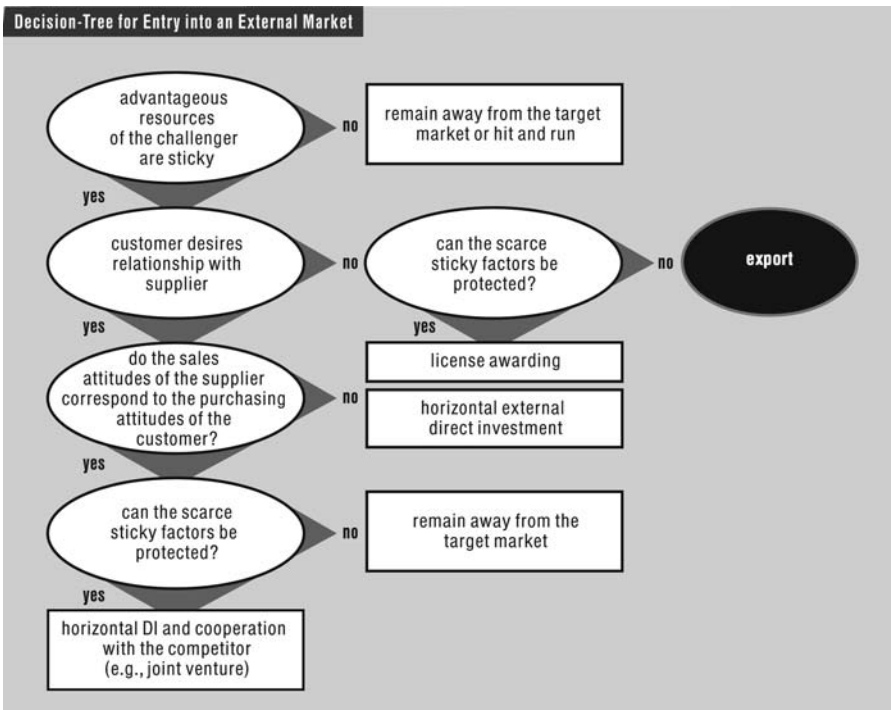 Decision-Tree for Entry into an External Market
advantageous
resources
of the challenger
are sticky
no
remain away from the target
market or hit and run
yes
customer desires
relationship with
supplier
no
can the scarce
sticky factors be
protected?
no
export
yes
yes
do the sales
attitudes of the supplier
correspond to the purchasing
attitudes of the
customer?
no
license awarding
horizontal external
direct investment
yes
can the scarce
sticky factors be
protected?
no
remain away from the
target market
yes
horizontal DI and cooperation
with the competitor
(e.g., joint venture)